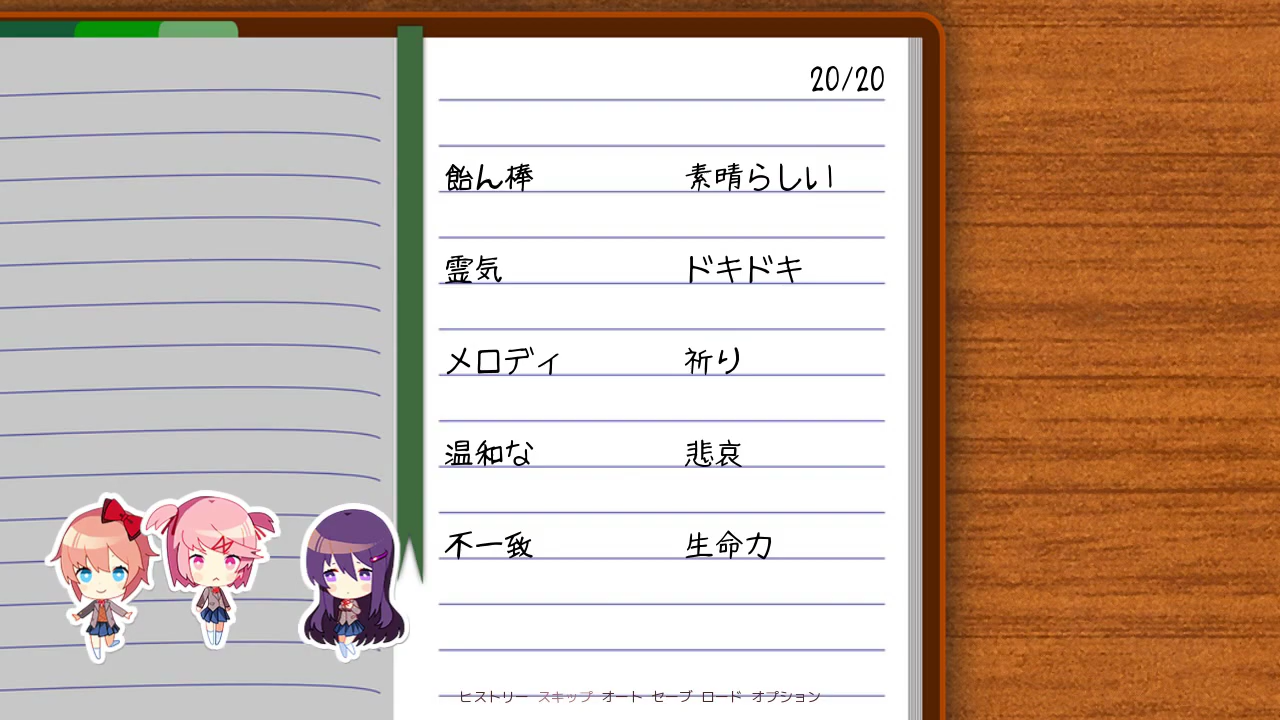 20/20
飴ん棒 素晴らしい
霊気 ドキドキ
メロディ 祈り
温和な 悲哀
不一致 生命力
ヒストリー スキップ オート セーブ ロード オプション